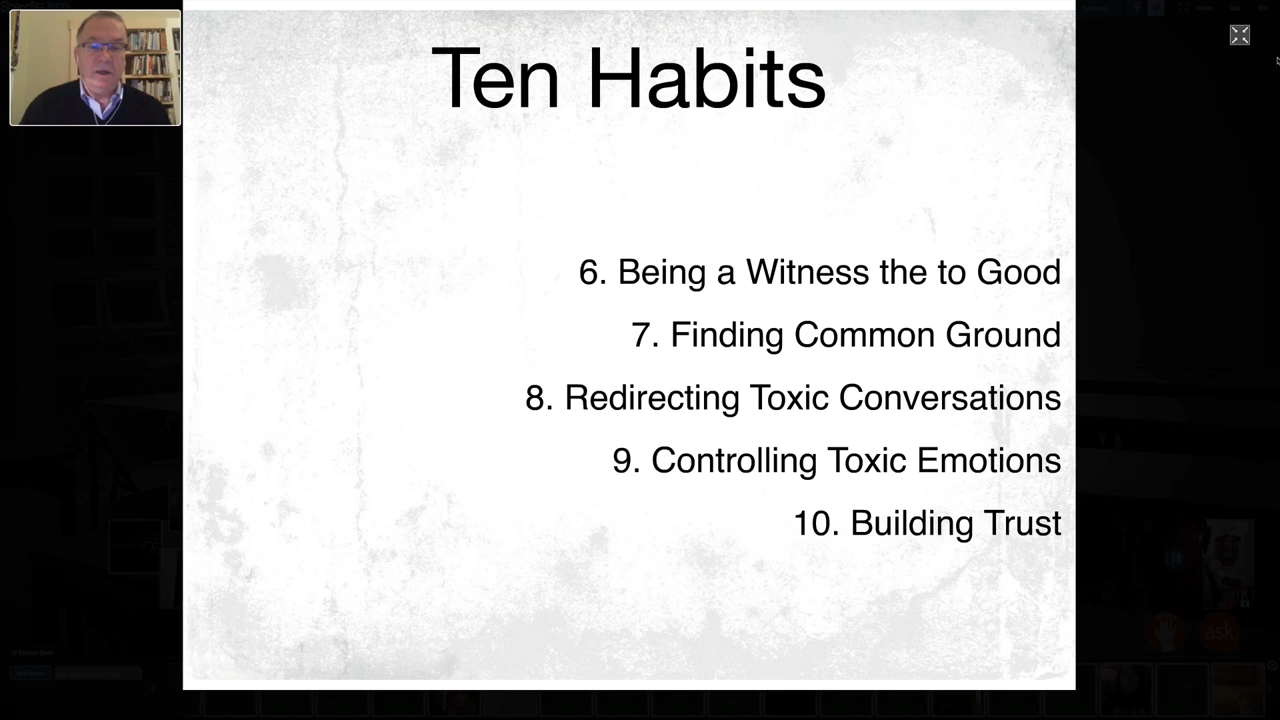 Ten Habits
6. Being a Witness the to Good
7. Finding Common Ground
8. Redirecting Toxic Conversations
9. Controlling Toxic Emotions
10. Building Trust
ask